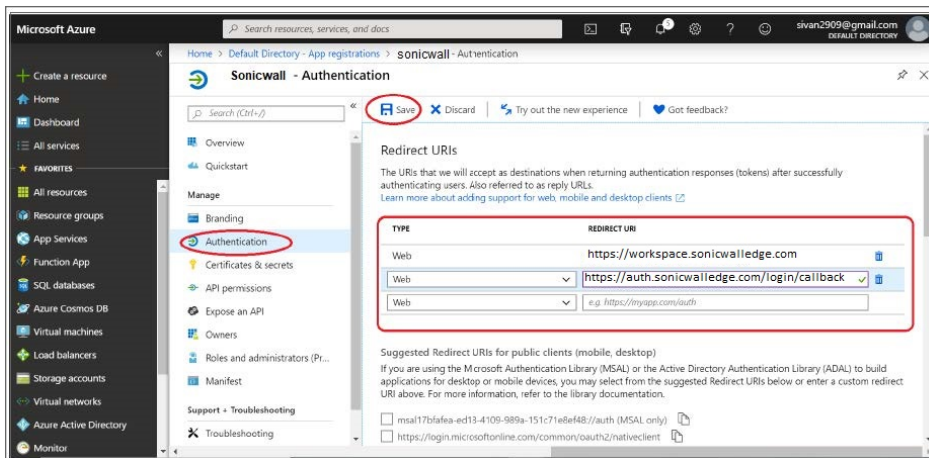 Microsoft Azure
Search resources, services, and docs
5
sivan2909@gmail.com
DEFAULT DIRECTORY
Home > Default Directory - App registrations > sonicwall - Authentication
Sonicwall - Authentication
Create a resource
Home
Dashboard
All services
FAVORITES
All resources
Resource groups
App Services
Function App
SQL databases
Azure Cosmos DB
Virtual machines
Load balancers
Storage accounts
Virtual networks
Azure Active Directory
Monitor
Search (Ctrl+/)
Overview
Quickstart
Manage
Branding
Authentication
Certificates & secrets
API permissions
Expose an API
Owners
Roles and administrators (Pr...
Manifest
Support + Troubleshooting
Troubleshooting
Save Discard Try out the new experience Got feedback?
Redirect URIs
The URIs that we will accept as destinations when returning authentication responses (tokens) after successfully
authenticating users. Also referred to as reply URLs.
Learn more about adding support for web, mobile and desktop clients
TYPE REDIRECT URI
Web https://workspace.sonicwalledge.com
Web https://auth.sonicwalledge.com/login/callback
Web e.g. https://myapp.com/auth
Suggested Redirect URIs for public clients (mobile, desktop)
If you are using the Microsoft Authentication Library (MSAL) or the Active Directory Authentication Library (ADAL) to build
applications for desktop or mobile devices, you may select from the suggested Redirect URIs below or enter a custom redirect
URI above. For more information, refer to the library documentation.
msal17bfafea-ed13-4109-989a-151c71e8ef48://auth (MSAL only)
https://login.microsoftonline.com/common/oauth2/nativeclient